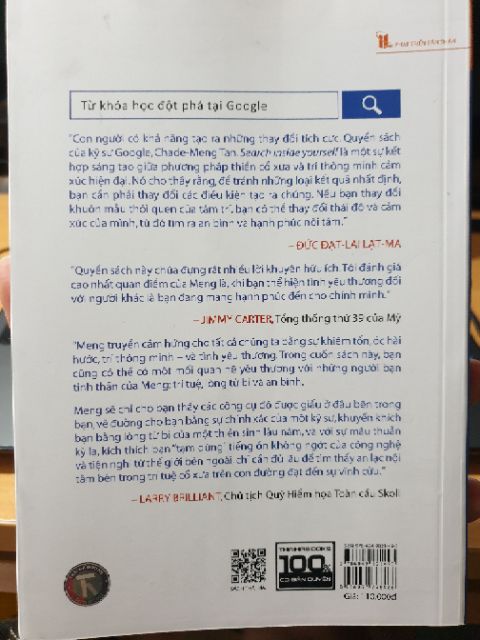 PHÁT TRIỂN BẢN THÂN
Từ khóa học đột phá tại Google
"Con người có khả năng tạo ra những thay đổi tích cực. Quyển sách
của kỹ sư Google, Chade-Meng Tan, Search inside yourself là một sự kết
hợp sáng tạo giữa phương pháp thiền cổ xưa và trí thông minh cảm
xúc hiện đại. Nó cho thấy rằng, để tránh những loại kết quả nhất định,
bạn cần phải thay đổi các điều kiện tạo ra chúng. Nếu bạn thay đổi
khuôn mẫu thói quen của tâm trí, bạn có thể thay đổi thái độ và cảm
xúc của mình, từ đó tìm ra an bình và hạnh phúc nội tâm."
– ĐỨC ĐẠT-LAI LẠT-MA
"Quyển sách này chứa đựng rất nhiều lời khuyên hữu ích. Tôi đánh giá
cao nhất quan điểm của Meng là, khi bạn thể hiện tình yêu thương đối
với người khác là bạn đang mang hạnh phúc đến cho chính mình."
– JIMMY CARTER, Tổng thống thứ 39 của Mỹ
"Meng truyền cảm hứng cho tất cả chúng ta bằng sự khiêm tốn, óc hài
hước, trí thông minh – và tình yêu thương. Trong cuốn sách này, bạn
cũng có thể có một mối quan hệ yêu thương với những người bạn
tinh thần của Meng: trí tuệ, lòng từ bi và an bình.
Meng sẽ chỉ cho bạn thấy các công cụ đó được giấu ở đâu bên trong
bạn, vẽ đường cho bạn bằng sự chính xác của một kỹ sư, khuyến khích
bạn bằng lòng từ bi của một thiền sinh lâu năm, và với sự mâu thuẫn
kỳ lạ, kích thích bạn "tạm dừng" tiếng ồn không ngớt của công nghệ
và tiện nghi từ thế giới bên ngoài chỉ cần đủ lâu để tìm thấy an lạc nội
tâm bên trong trí tuệ cổ xưa trên con đường đạt đến sự vĩnh cửu."
– LARRY BRILLIANT, Chủ tịch Quỹ Hiểm họa Toàn cầu Skoll
THAIHABOOKS
100%
CÓ BẢN QUYỀN
Giá: 110.000đ